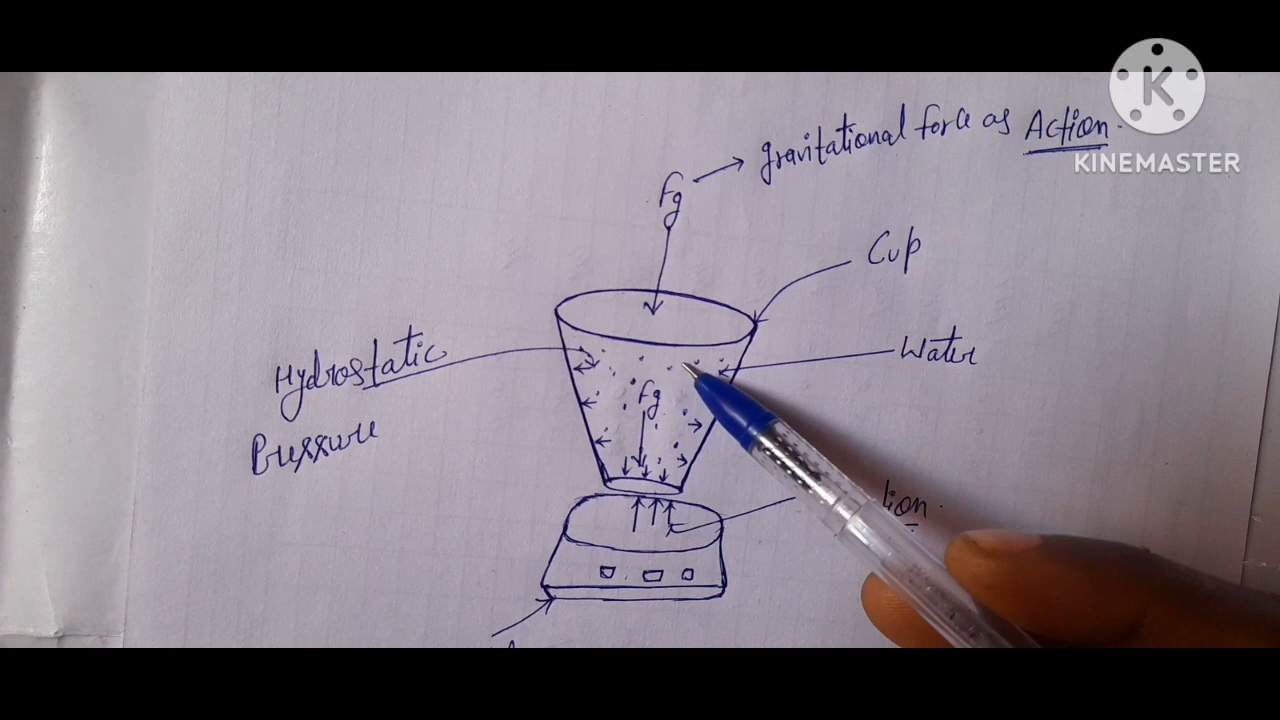 KINEMASTER
Fg → gravitational force as Action.
Cup
Hydrostatic
Pressure
Water
Fg